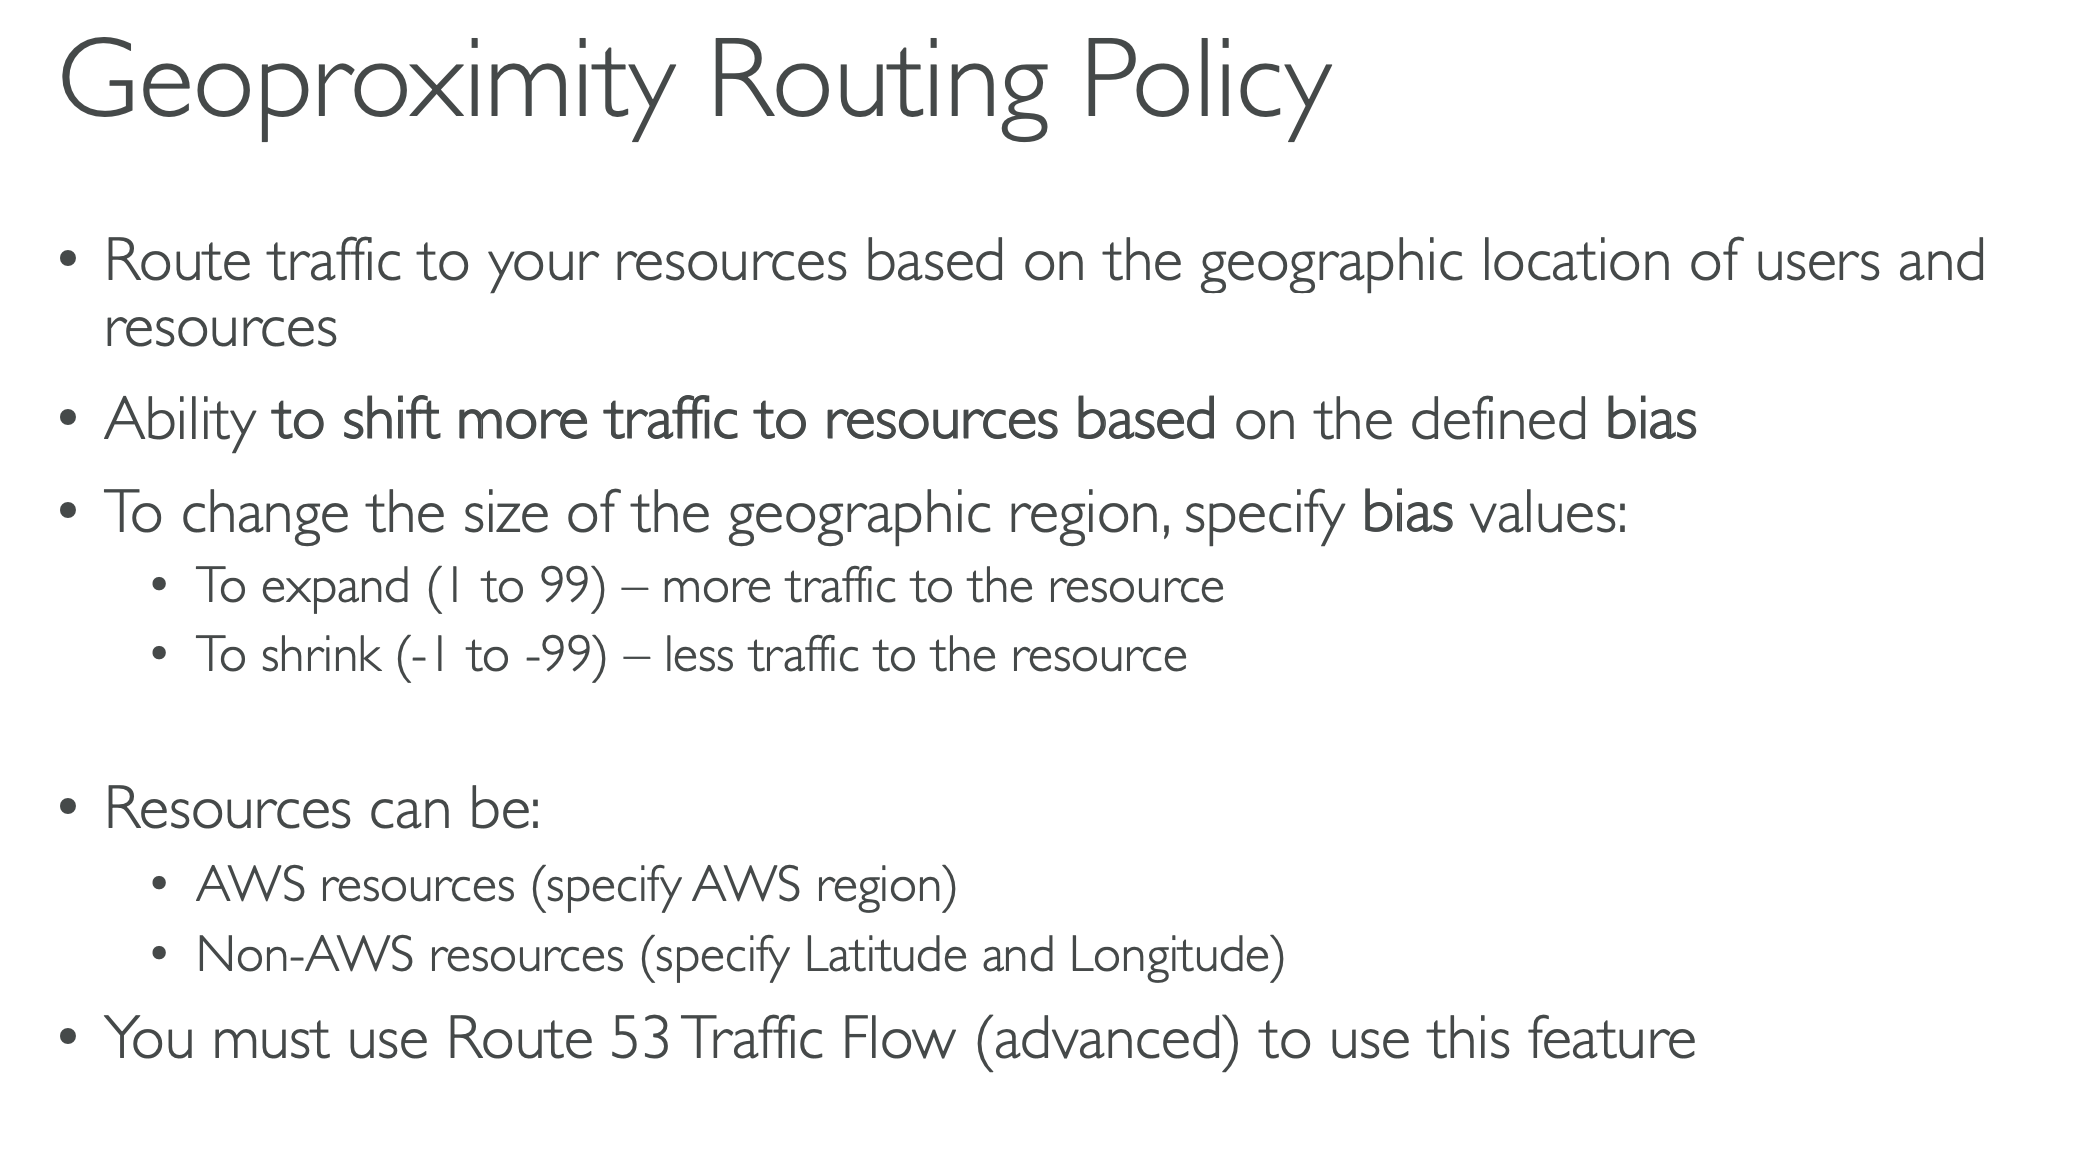 Geoproximity Routing Policy
• Route traffic to your resources based on the geographic location of users and
resources
• Ability to shift more traffic to resources based on the defined bias
• To change the size of the geographic region, specify bias values:
• To expand (1 to 99) – more traffic to the resource
• To shrink (-1 to -99) – less traffic to the resource
• Resources can be:
• AWS resources (specify AWS region)
• Non-AWS resources (specify Latitude and Longitude)
• You must use Route 53 Traffic Flow (advanced) to use this feature